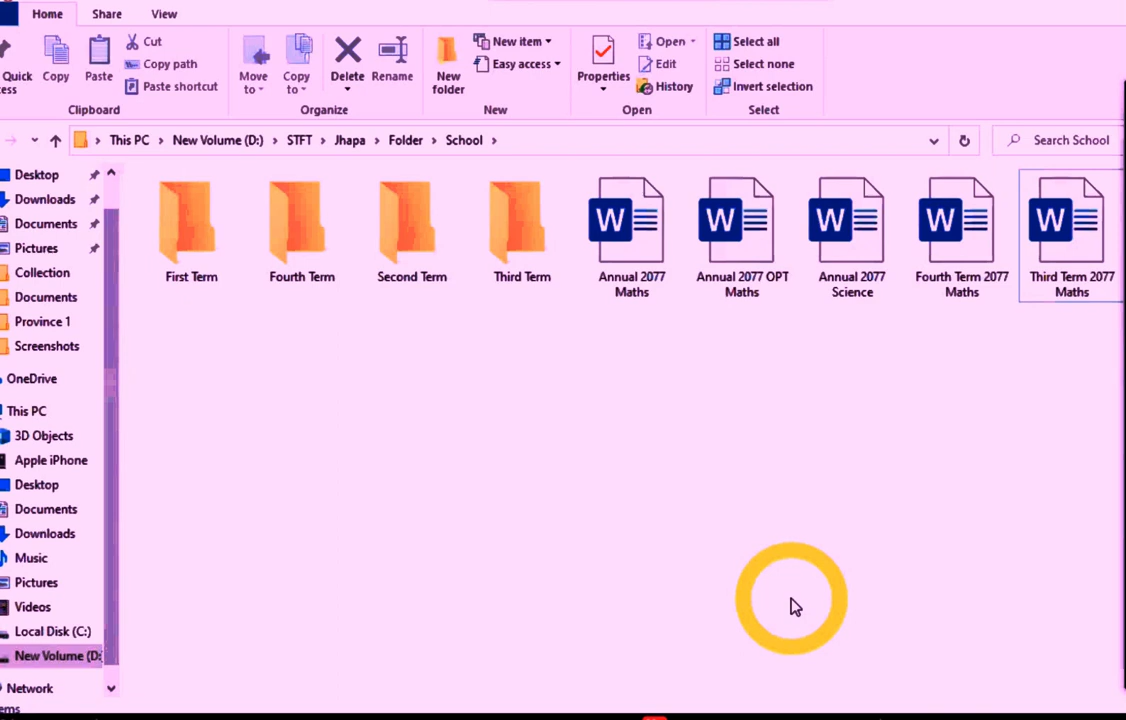 Home Share View
Quick
cess
Copy
Paste
Cut
Copy path
Paste shortcut
Clipboard
Move
to
Copy
to
Delete
Rename
Organize
New
folder
New item
Easy access
New
Properties
Open
Edit
History
Open
Select all
Select none
Invert selection
Select
This PC > New Volume (D:) > STFT > Jhapa > Folder > School >
Search School
Desktop
Downloads
Documents
Pictures
Collection
Documents
Province 1
Screenshots
OneDrive
This PC
3D Objects
Apple iPhone
Desktop
Documents
Downloads
Music
Pictures
Videos
Local Disk (C:)
New Volume (D:
Network
ems
First Term
Fourth Term
Second Term
Third Term
Annual 2077
Maths
Annual 2077 OPT
Maths
Annual 2077
Science
Fourth Term 2077
Maths
Third Term 2077
Maths